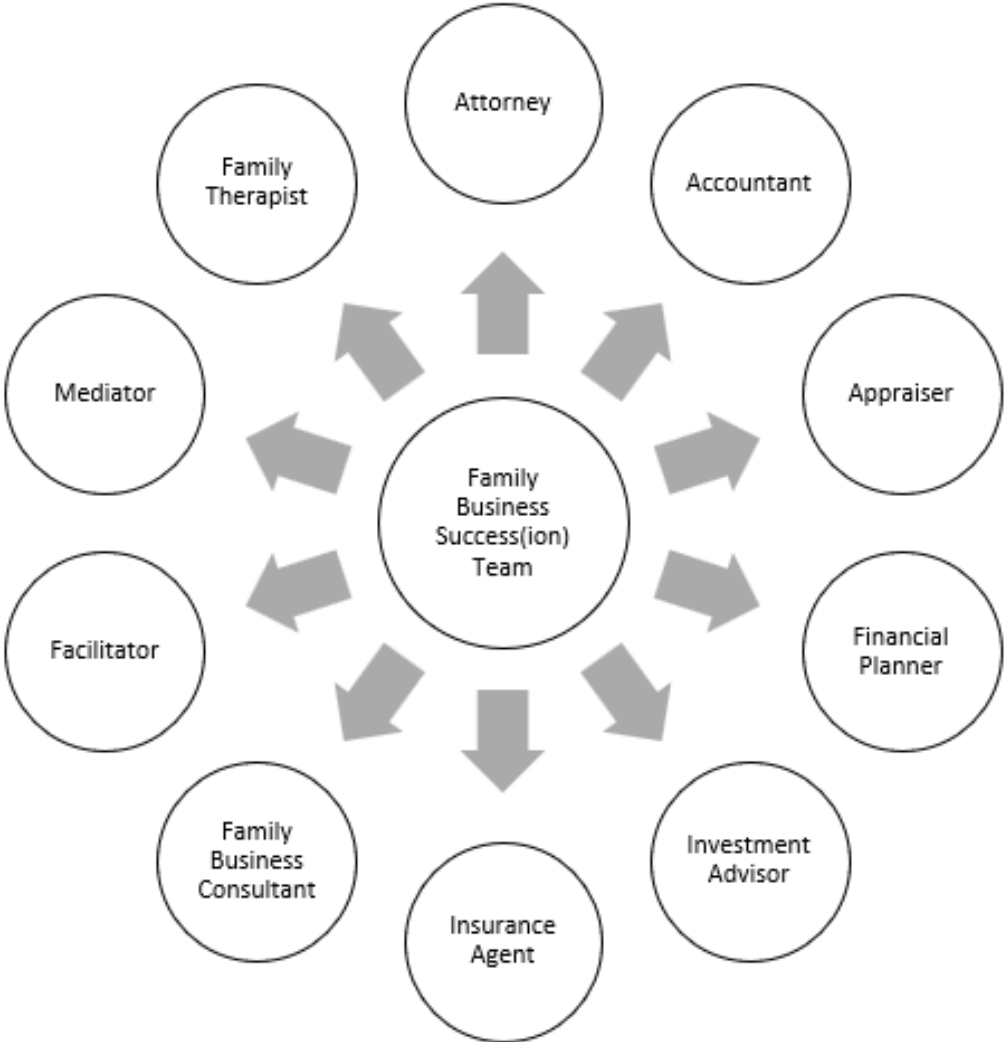 Attorney
Accountant
Appraiser
Financial
Planner
Investment
Advisor
Insurance
Agent
Family
Business
Consultant
Facilitator
Mediator
Family
Therapist
Family
Business
Success(ion)
Team